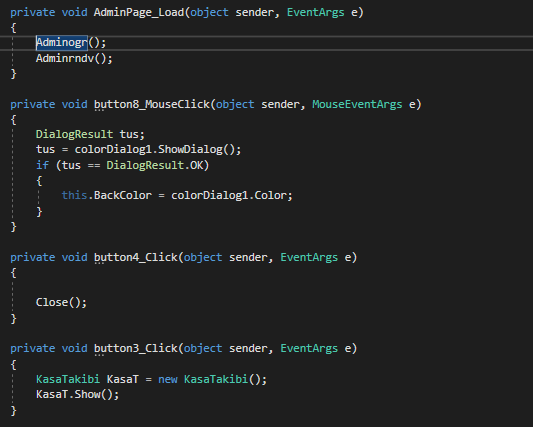 private void AdminPage_Load(object sender, EventArgs e)
{
Adminogr();
Adminrndv();
}
private void button8_MouseClick(object sender, MouseEventArgs e)
{
DialogResult tus;
tus = colorDialog1.ShowDialog();
if (tus == DialogResult.OK)
{
this.BackColor = colorDialog1.Color;
}
}
private void button4_Click(object sender, EventArgs e)
{
Close();
}
private void button3_Click(object sender, EventArgs e)
{
KasaTakibi KasaT = new KasaTakibi();
KasaT.Show();
}